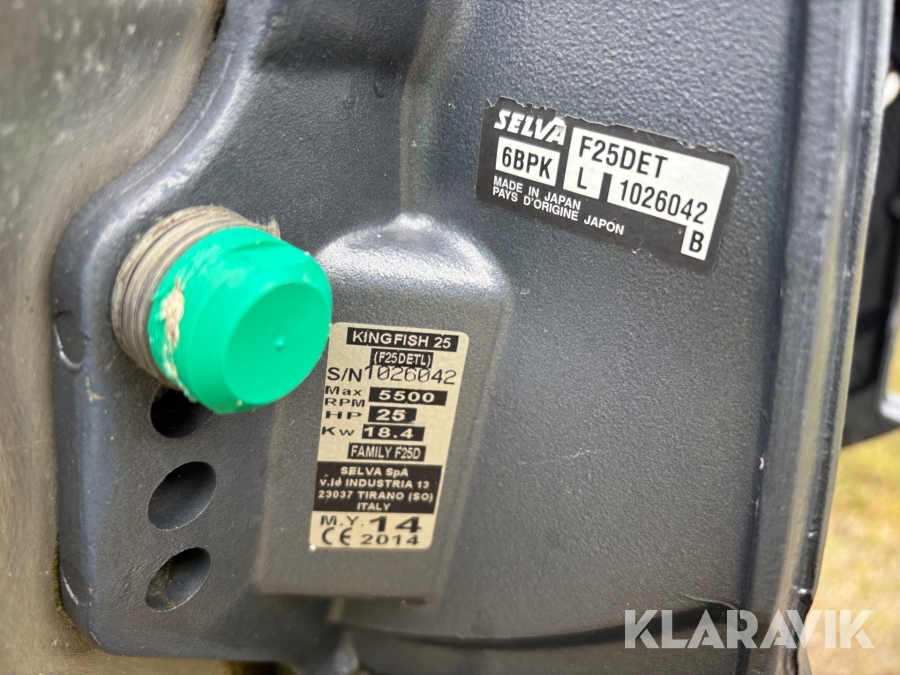 SELVA
F25DET
6BPK
L
1026042
B
MADE IN JAPAN
PAYS D'ORIGINE JAPON
KINGFISH 25
(F25DETL)
S/N 1026042
Max RPM 5500
HP 25
Kw 18.4
FAMILY F25D
SELVA SpA
v.le INDUSTRIA 13
23037 TIRANO (SO)
ITALY
M.Y. 14
CE 2014
KLARAVIK